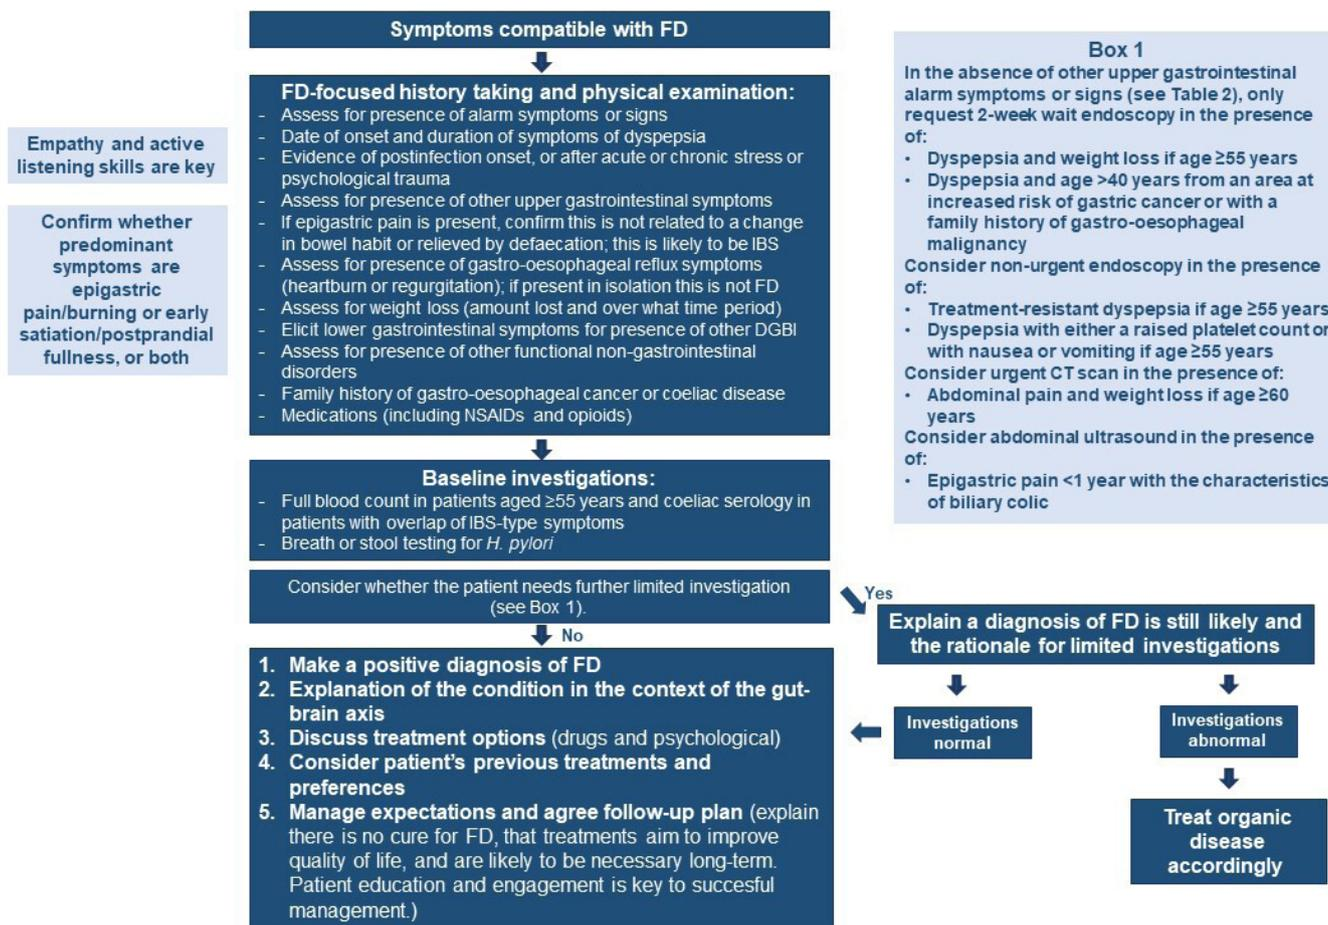 Symptoms compatible with FD
FD-focused history taking and physical examination:
- Assess for presence of alarm symptoms or signs
- Date of onset and duration of symptoms of dyspepsia
- Evidence of postinfection onset, or after acute or chronic stress or
psychological trauma
- Assess for presence of other upper gastrointestinal symptoms
- If epigastric pain is present, confirm this is not related to a change
in bowel habit or relieved by defaecation; this is likely to be IBS
- Assess for presence of gastro-oesophageal reflux symptoms
(heartburn or regurgitation); if present in isolation this is not FD
- Assess for weight loss (amount lost and over what time period)
- Elicit lower gastrointestinal symptoms for presence of other DGBI
- Assess for presence of other functional non-gastrointestinal
disorders
- Family history of gastro-oesophageal cancer or coeliac disease
- Medications (including NSAIDs and opioids)
Empathy and active
listening skills are key
Confirm whether
predominant
symptoms are
epigastric
pain/burning or early
satiation/postprandial
fullness, or both
Box 1
In the absence of other upper gastrointestinal
alarm symptoms or signs (see Table 2), only
request 2-week wait endoscopy in the presence
of:
• Dyspepsia and weight loss if age ≥55 years
• Dyspepsia and age >40 years from an area at
increased risk of gastric cancer or with a
family history of gastro-oesophageal
malignancy
Consider non-urgent endoscopy in the presence
of:
• Treatment-resistant dyspepsia if age ≥55 years
• Dyspepsia with either a raised platelet count or
with nausea or vomiting if age ≥55 years
Consider urgent CT scan in the presence of:
• Abdominal pain and weight loss if age ≥60
years
Consider abdominal ultrasound in the presence
of:
• Epigastric pain <1 year with the characteristics
of biliary colic
Baseline investigations:
- Full blood count in patients aged ≥55 years and coeliac serology in
patients with overlap of IBS-type symptoms
- Breath or stool testing for H. pylori
Consider whether the patient needs further limited investigation
(see Box 1).
Yes
No
Explain a diagnosis of FD is still likely and
the rationale for limited investigations
Investigations
normal
Investigations
abnormal
Treat organic
disease
accordingly
1. Make a positive diagnosis of FD
2. Explanation of the condition in the context of the gut-
brain axis
3. Discuss treatment options (drugs and psychological)
4. Consider patient's previous treatments and
preferences
5. Manage expectations and agree follow-up plan (explain
there is no cure for FD, that treatments aim to improve
quality of life, and are likely to be necessary long-term.
Patient education and engagement is key to succesful
management.)